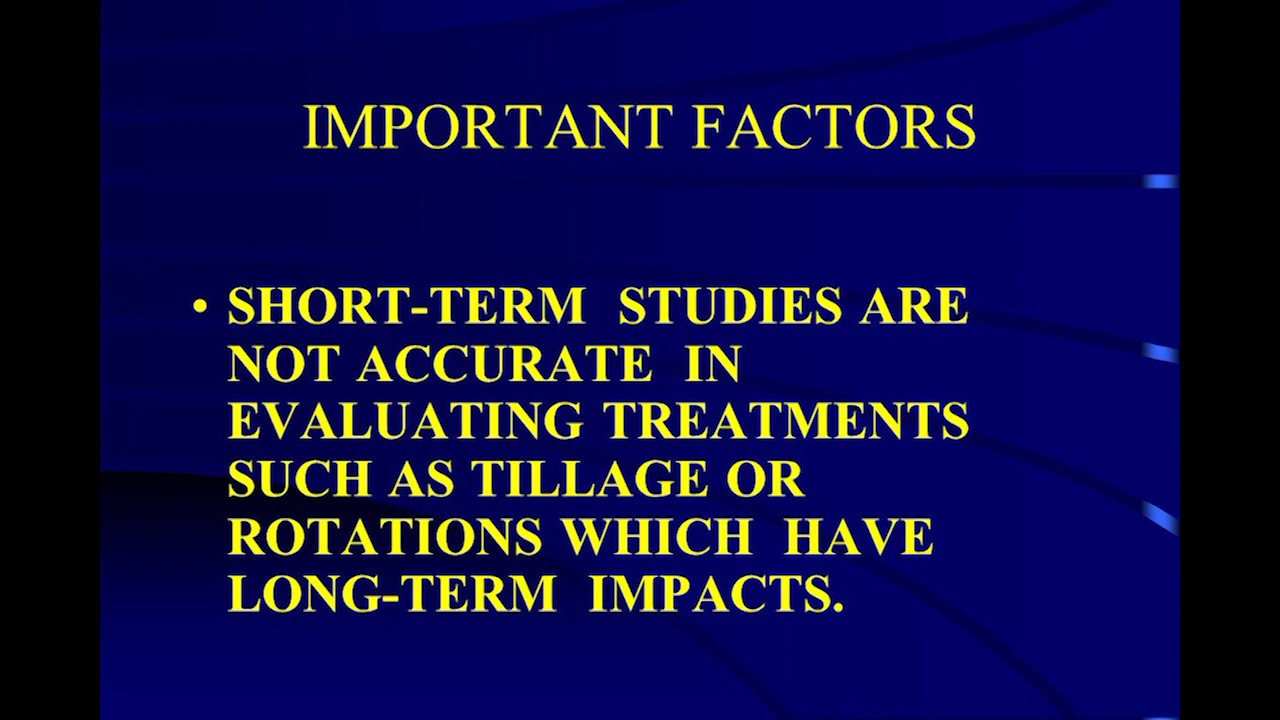 IMPORTANT FACTORS
• SHORT-TERM STUDIES ARE
NOT ACCURATE IN
EVALUATING TREATMENTS
SUCH AS TILLAGE OR
ROTATIONS WHICH HAVE
LONG-TERM IMPACTS.